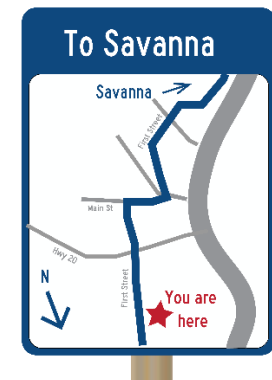 To Savanna
Savanna
First Street
Main St
Hwy 20
First Street
N
You are
here